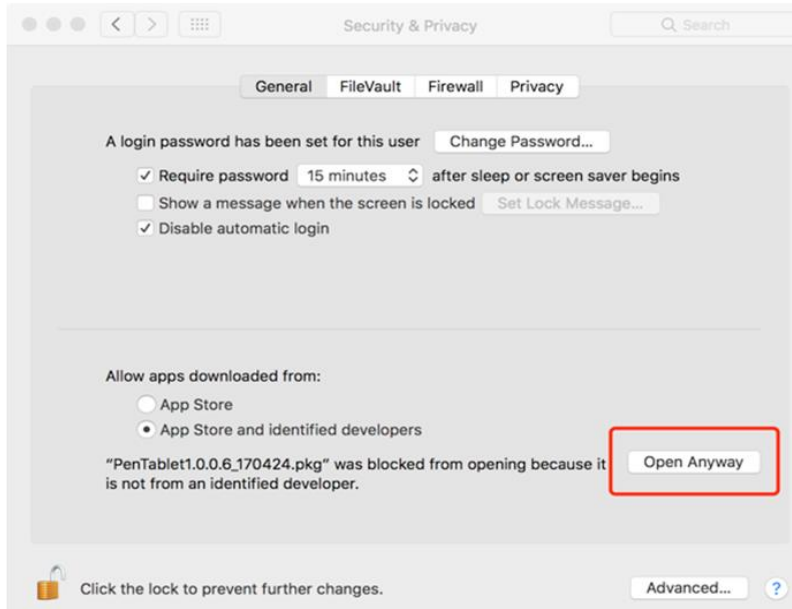 Security & Privacy
Search
General FileVault Firewall Privacy
A login password has been set for this user Change Password...
Require password 15 minutes after sleep or screen saver begins
Show a message when the screen is locked Set Lock Message...
Disable automatic login
Allow apps downloaded from:
App Store
App Store and identified developers
“PenTablet1.0.0.6_170424.pkg” was blocked from opening because it
is not from an identified developer.
Open Anyway
Click the lock to prevent further changes.
Advanced... ?